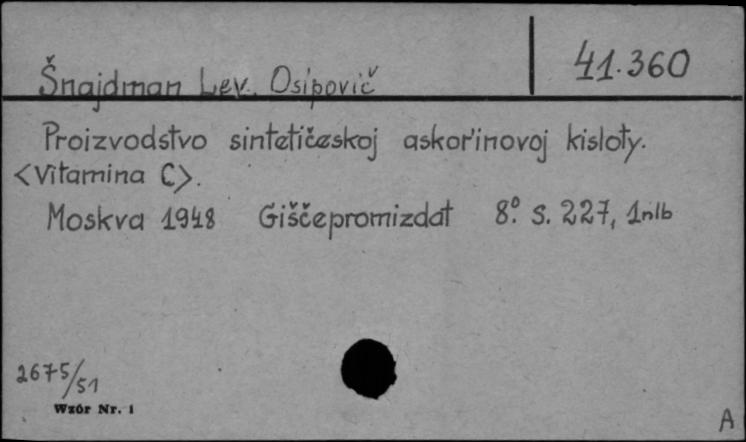 Šnajdman Lev. Osipovič
41.360
Proizvodstvo sintetičeskoj askorinovoj kisloty.
<Vitamina C>.
Moskva 1948 Giščepromizdat 8° S. 227, 1nlb
2675/51
Wzór Nr. 1
A